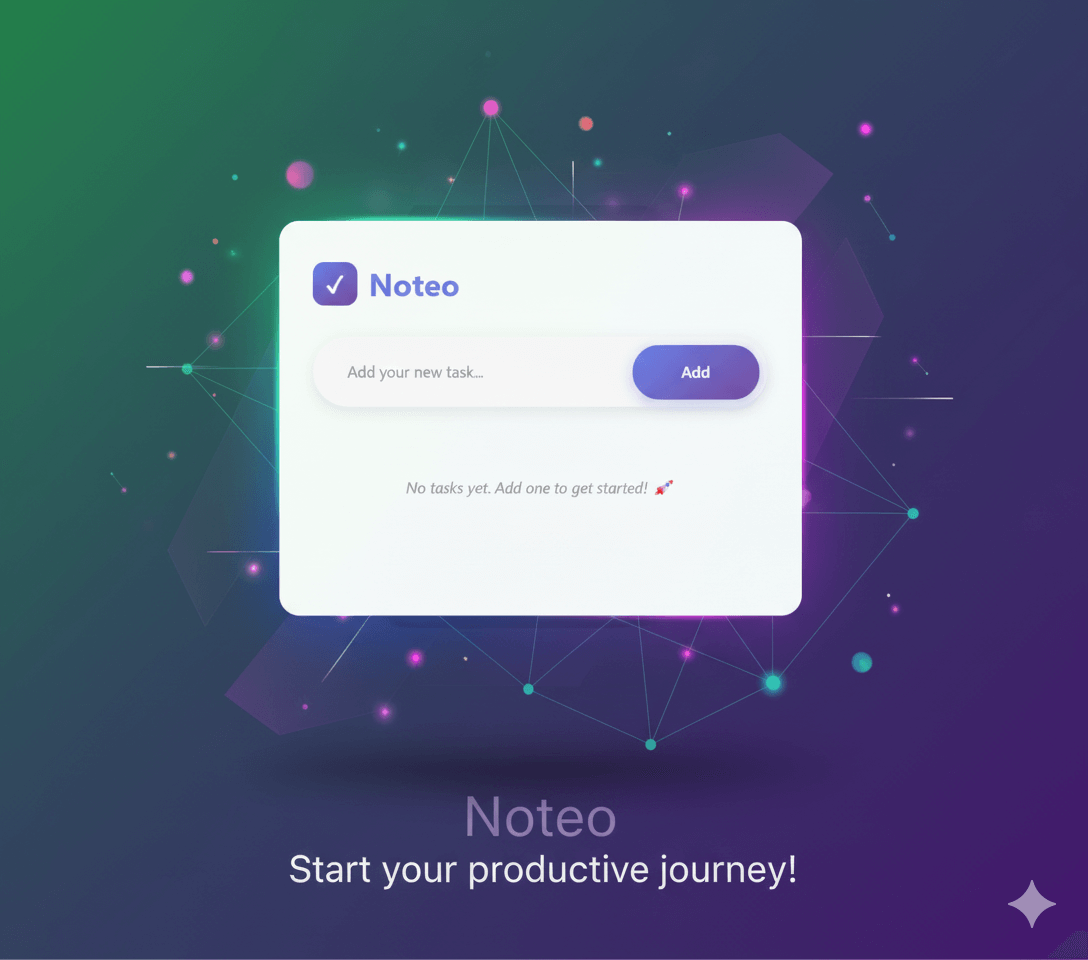 ✓ Noteo
Add your new task...
Add
No tasks yet. Add one to get started! 🚀
Noteo
Start your productive journey!